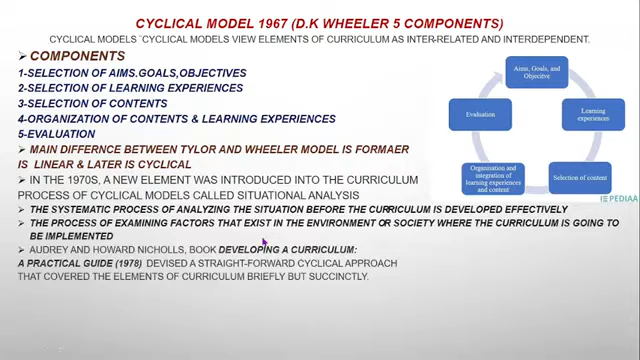 CYCLICAL MODEL 1967 (D.K WHEELER 5 COMPONENTS)
CYCLICAL MODELS ¨CYCLICAL MODELS VIEW ELEMENTS OF CURRICULUM AS INTER-RELATED AND INTERDEPENDENT.
➢ COMPONENTS
1-SELECTION OF AIMS.GOALS,OBJECTIVES
2-SELECTION OF LEARNING EXPERIENCES
3-SELECTION OF CONTENTS
4-ORGANIZATION OF CONTENTS & LEARNING EXPERIENCES
5-EVALUATION
➢ MAIN DIFFERNCE BETWEEN TYLOR AND WHEELER MODEL IS FORMAER
IS LINEAR & LATER IS CYCLICAL
➢ IN THE 1970S, A NEW ELEMENT WAS INTRODUCED INTO THE CURRICULUM
PROCESS OF CYCLICAL MODELS CALLED SITUATIONAL ANALYSIS
➢ THE SYSTEMATIC PROCESS OF ANALYZING THE SITUATION BEFORE THE CURRICULUM IS DEVELOPED EFFECTIVELY
➢ THE PROCESS OF EXAMINING FACTORS THAT EXIST IN THE ENVIRONMENT OR SOCIETY WHERE THE CURRICULUM IS GOING TO
BE IMPLEMENTED
➢ AUDREY AND HOWARD NICHOLLS, BOOK DEVELOPING A CURRICULUM:
A PRACTICAL GUIDE (1978) DEVISED A STRAIGHT-FORWARD CYCLICAL APPROACH
THAT COVERED THE ELEMENTS OF CURRICULUM BRIEFLY BUT SUCCINCTLY.
Aims, Goals, and
Objecitve
Learning
experiences
Selection of content
Organization and
integration of
learning experiences
and content
Evaluation
PEDIAA